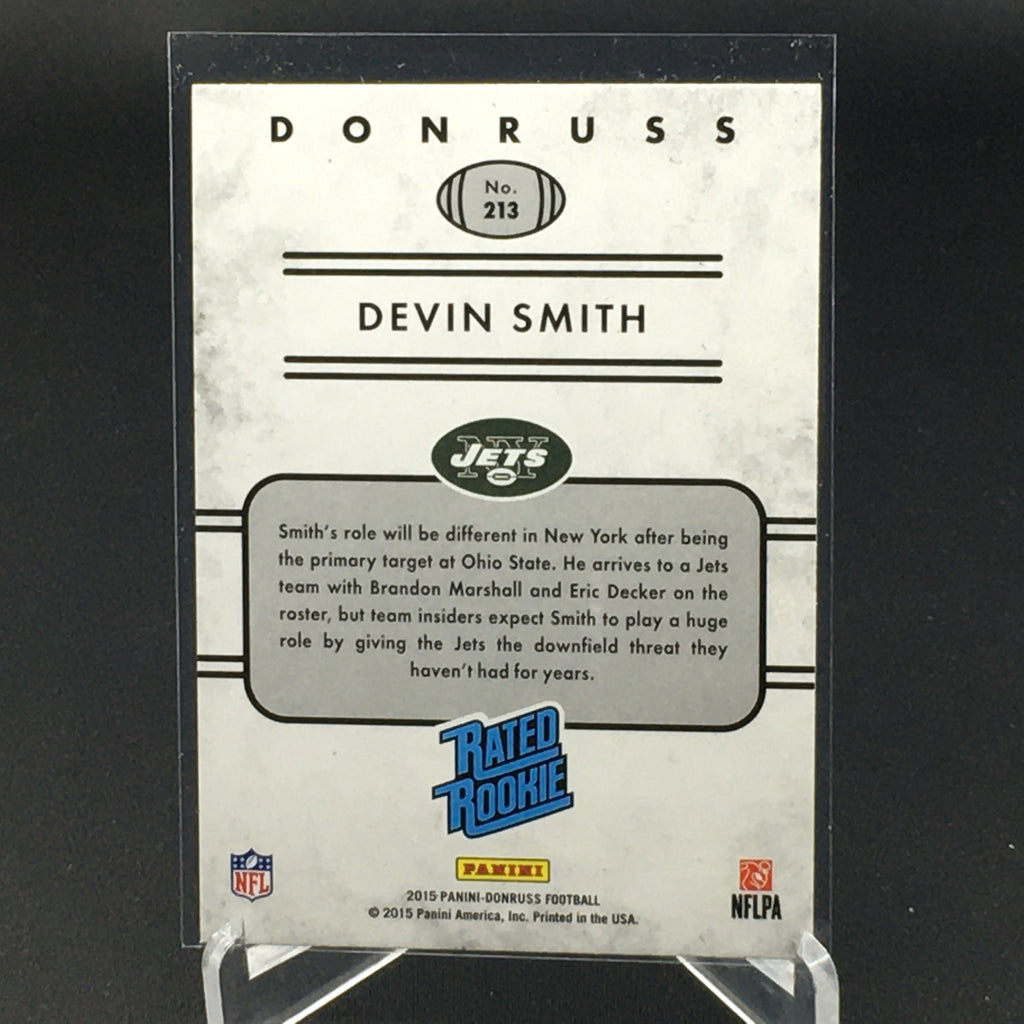 DONRUSS
No.
213
DEVIN SMITH
NY JETS
Smith's role will be different in New York after being
the primary target at Ohio State. He arrives to a Jets
team with Brandon Marshall and Eric Decker on the
roster, but team insiders expect Smith to play a huge
role by giving the Jets the downfield threat they
haven't had for years.
RATED
ROOKIE
NFL
PANINI
NFLPA
2015 PANINI-DONRUSS FOOTBALL
© 2015 Panini America, Inc. Printed in the USA.